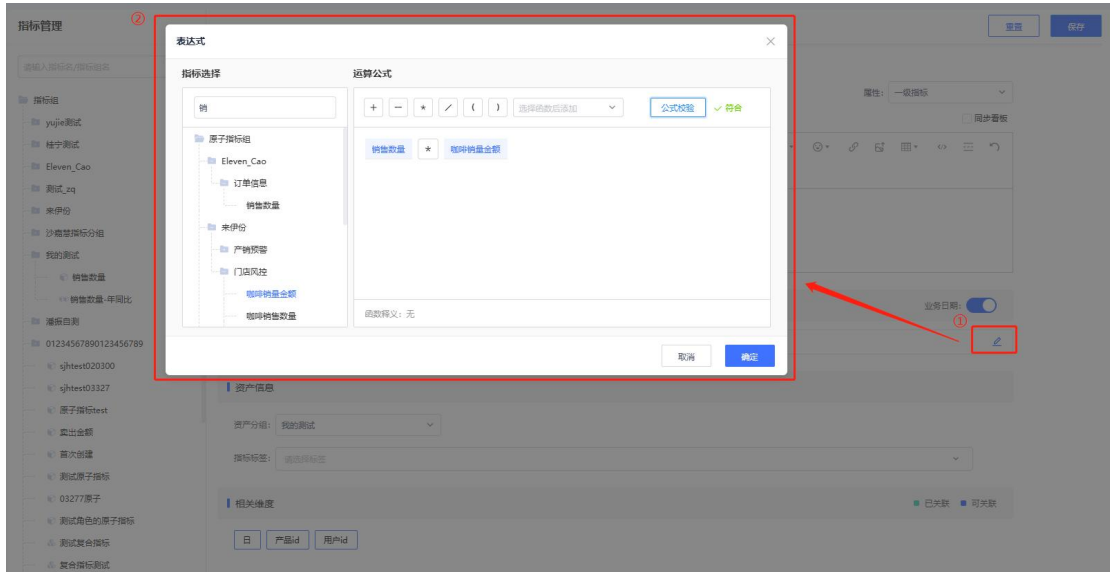 指标管理
②
重置
保存
请输入指标名/指标组名
指标组
yujie测试
桂宁测试
Eleven_Cao
测试_zq
来伊份
沙盘慧指标分组
我的测试
销售数量
销售数量-年同比
潘振自测
01234567890123456789
sjhtest020300
sjhtest03327
原子指标test
卖出金额
首次创建
测试原子指标
03277原子
测试角色的原子指标
测试复合指标
复合指标测试
表达式
指标选择
销
原子指标组
Eleven_Cao
订单信息
销售数量
来伊份
产销预警
门店风控
咖啡销量金额
咖啡销售数量
运算公式
+ — * / ( ) 选择函数后添加 公式校验 符合
销售数量 * 咖啡销量金额
函数释义:无
取消 确定
属性: 一级指标
同步看板
业务日期:
①
资产信息
资产分组: 我的测试
指标标签: 请选择标签
相关维度
已关联 可关联
日 产品id 用户id